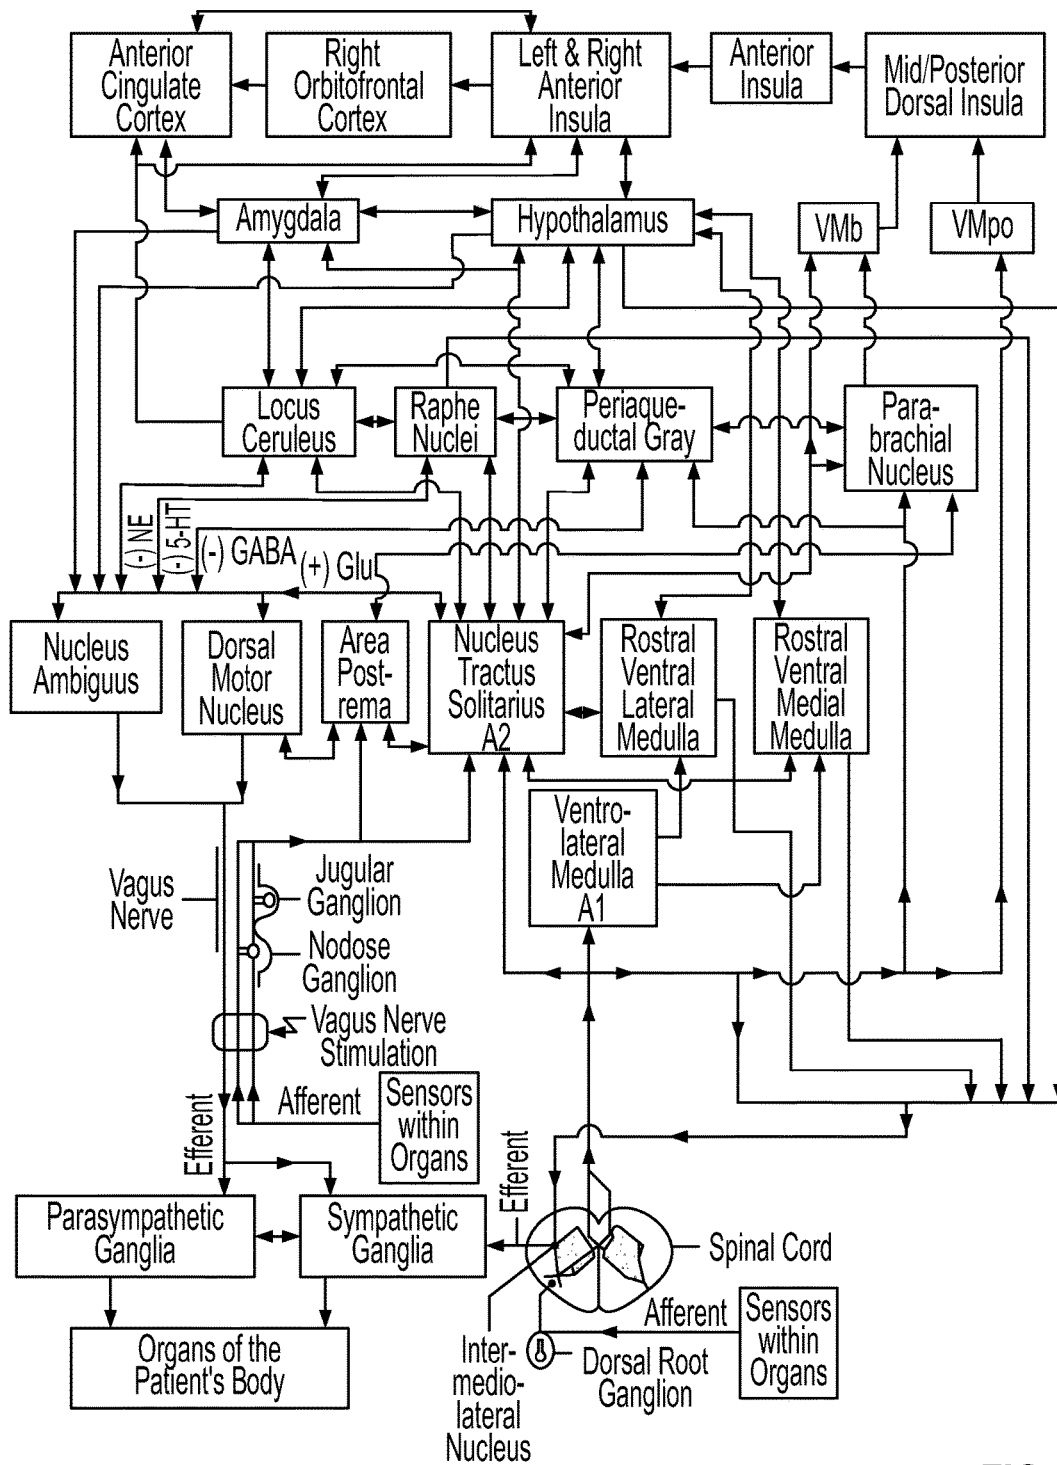 Anterior
Cingulate
Cortex
Right
Orbitofrontal
Cortex
Left & Right
Anterior
Insula
Anterior
Insula
Mid/Posterior
Dorsal Insula
Amygdala
Hypothalamus
VMb
VMpo
Locus
Ceruleus
Raphe
Nuclei
Periaque-
ductal Gray
Para-
brachial
Nucleus
(-) NE
(-) 5-HT
(-) GABA
(+) Glu
Nucleus
Ambiguus
Dorsal
Motor
Nucleus
Area
Post-
rema
Nucleus
Tractus
Solitarius
A2
Rostral
Ventral
Lateral
Medulla
Rostral
Ventral
Medial
Medulla
Ventro-
lateral
Medulla
A1
Vagus
Nerve
Jugular
Ganglion
Nodose
Ganglion
Vagus Nerve
Stimulation
Afferent
Sensors
within
Organs
Efferent
Efferent
Parasympathetic
Ganglia
Sympathetic
Ganglia
Spinal Cord
Organs of the
Patient's Body
Inter-
medio-
lateral
Nucleus
Dorsal Root
Ganglion
Afferent
Sensors
within
Organs